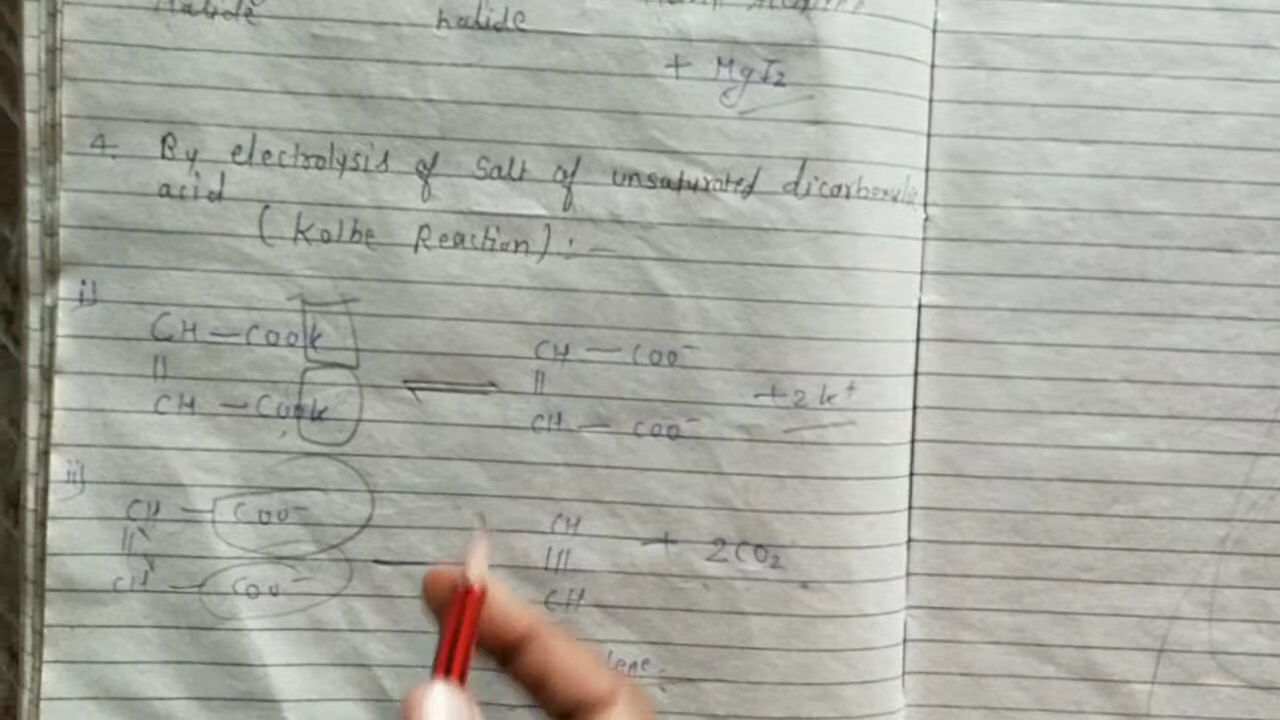 halide
+ MgI2
4. By electrolysis of Salt of unsaturated dicarboxylic
acid
(Kolbe Reaction) :-
i)
CH — COOK
||
CH — COOK
⇌
CH — COO-
||
CH — COO-
+ 2k+
ii)
CH — COO-
||
CH — COO-
—
CH
|||
CH
+ 2CO2